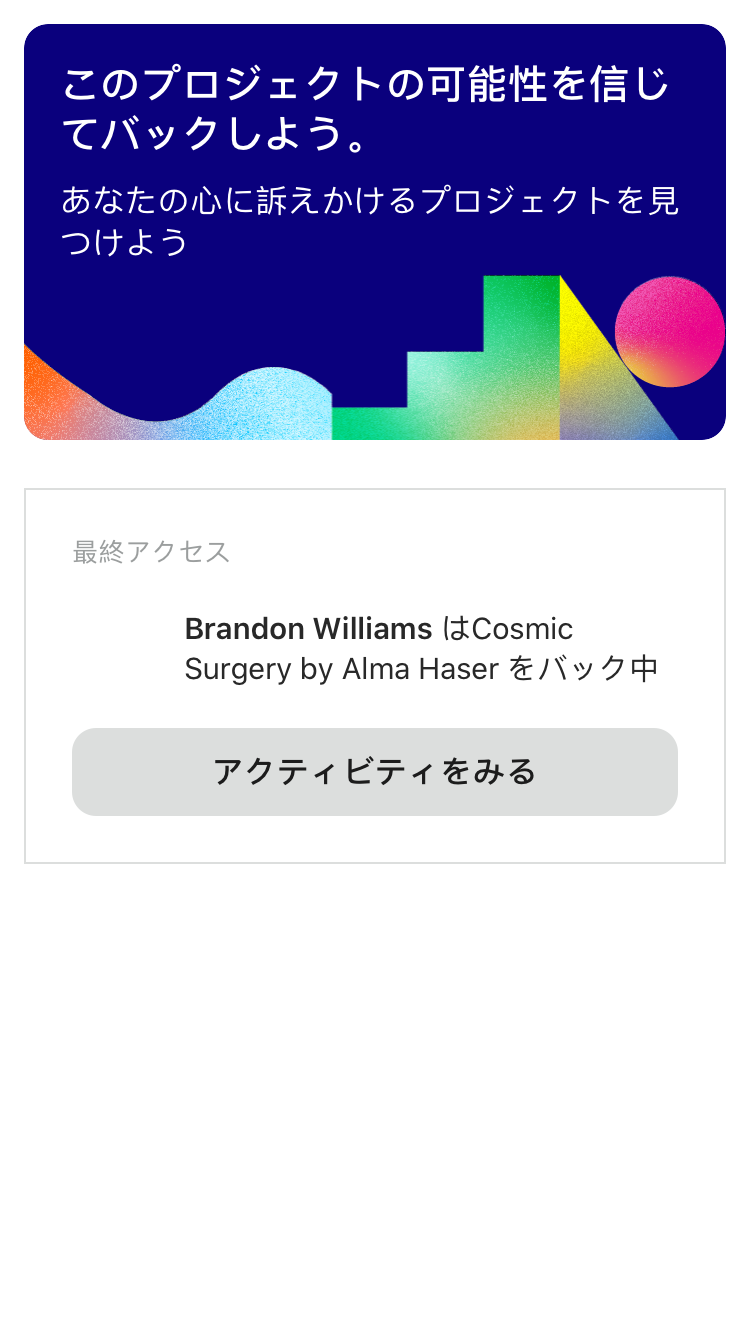 このプロジェクトの可能性を信じ
てバックしよう。
あなたの心に訴えかけるプロジェクトを見
つけよう
最終アクセス
Brandon Williams はCosmic
Surgery by Alma Haser をバック中
アクティビティをみる